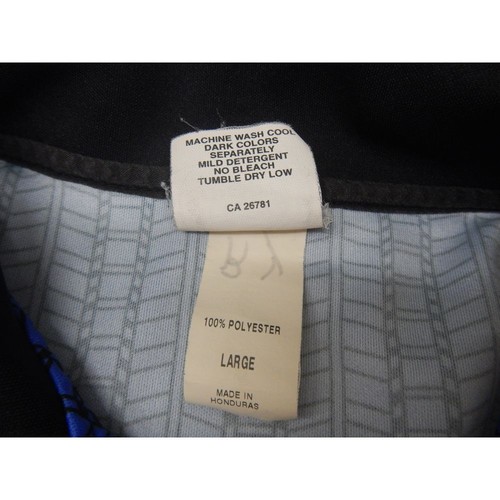 MACHINE WASH COOL
DARK COLORS
SEPARATELY
MILD DETERGENT
NO BLEACH
TUMBLE DRY LOW
CA 26781
100% POLYESTER
LARGE
MADE IN
HONDURAS